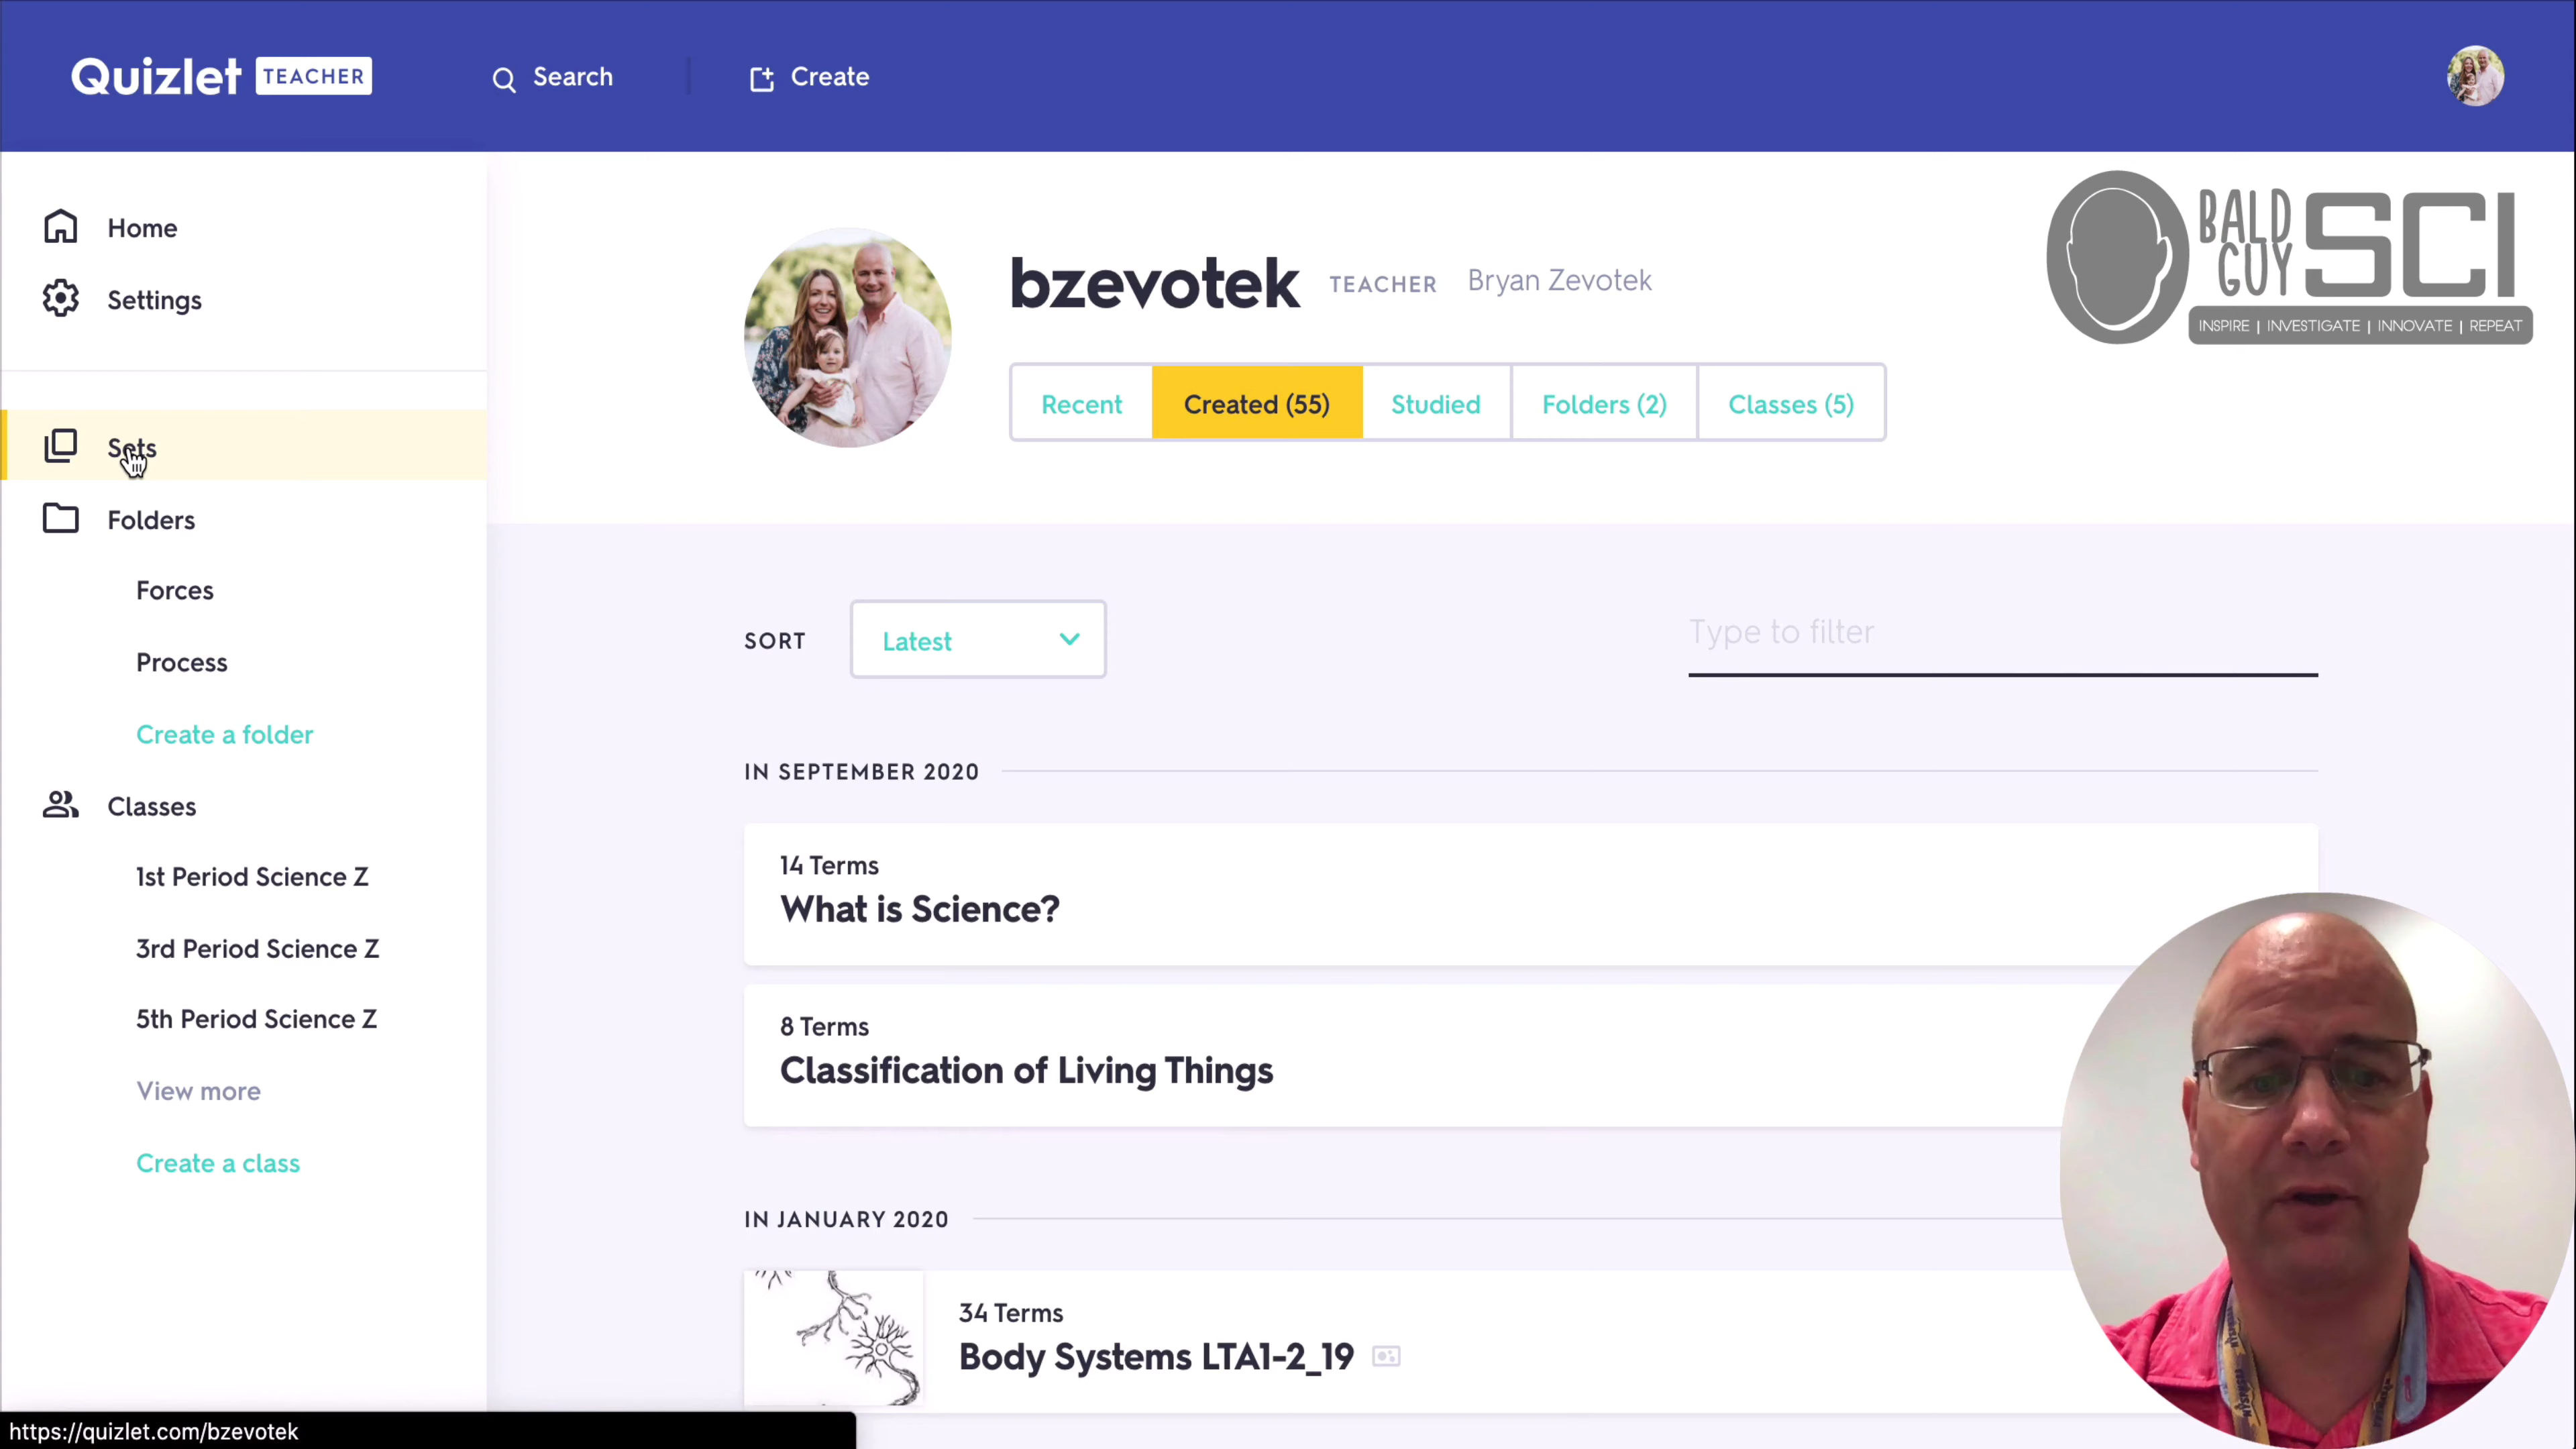 Quizlet TEACHER
Search
Create
Home
Settings
Sets
Folders
Forces
Process
Create a folder
Classes
1st Period Science Z
3rd Period Science Z
5th Period Science Z
View more
Create a class
bzevotek TEACHER Bryan Zevotek
Recent Created (55) Studied Folders (2) Classes (5)
BALD GUY SCI
INSPIRE | INVESTIGATE | INNOVATE | REPEAT
SORT Latest
Type to filter
IN SEPTEMBER 2020
14 Terms
What is Science?
8 Terms
Classification of Living Things
IN JANUARY 2020
34 Terms
Body Systems LTA1-2_19
https://quizlet.com/bzevotek